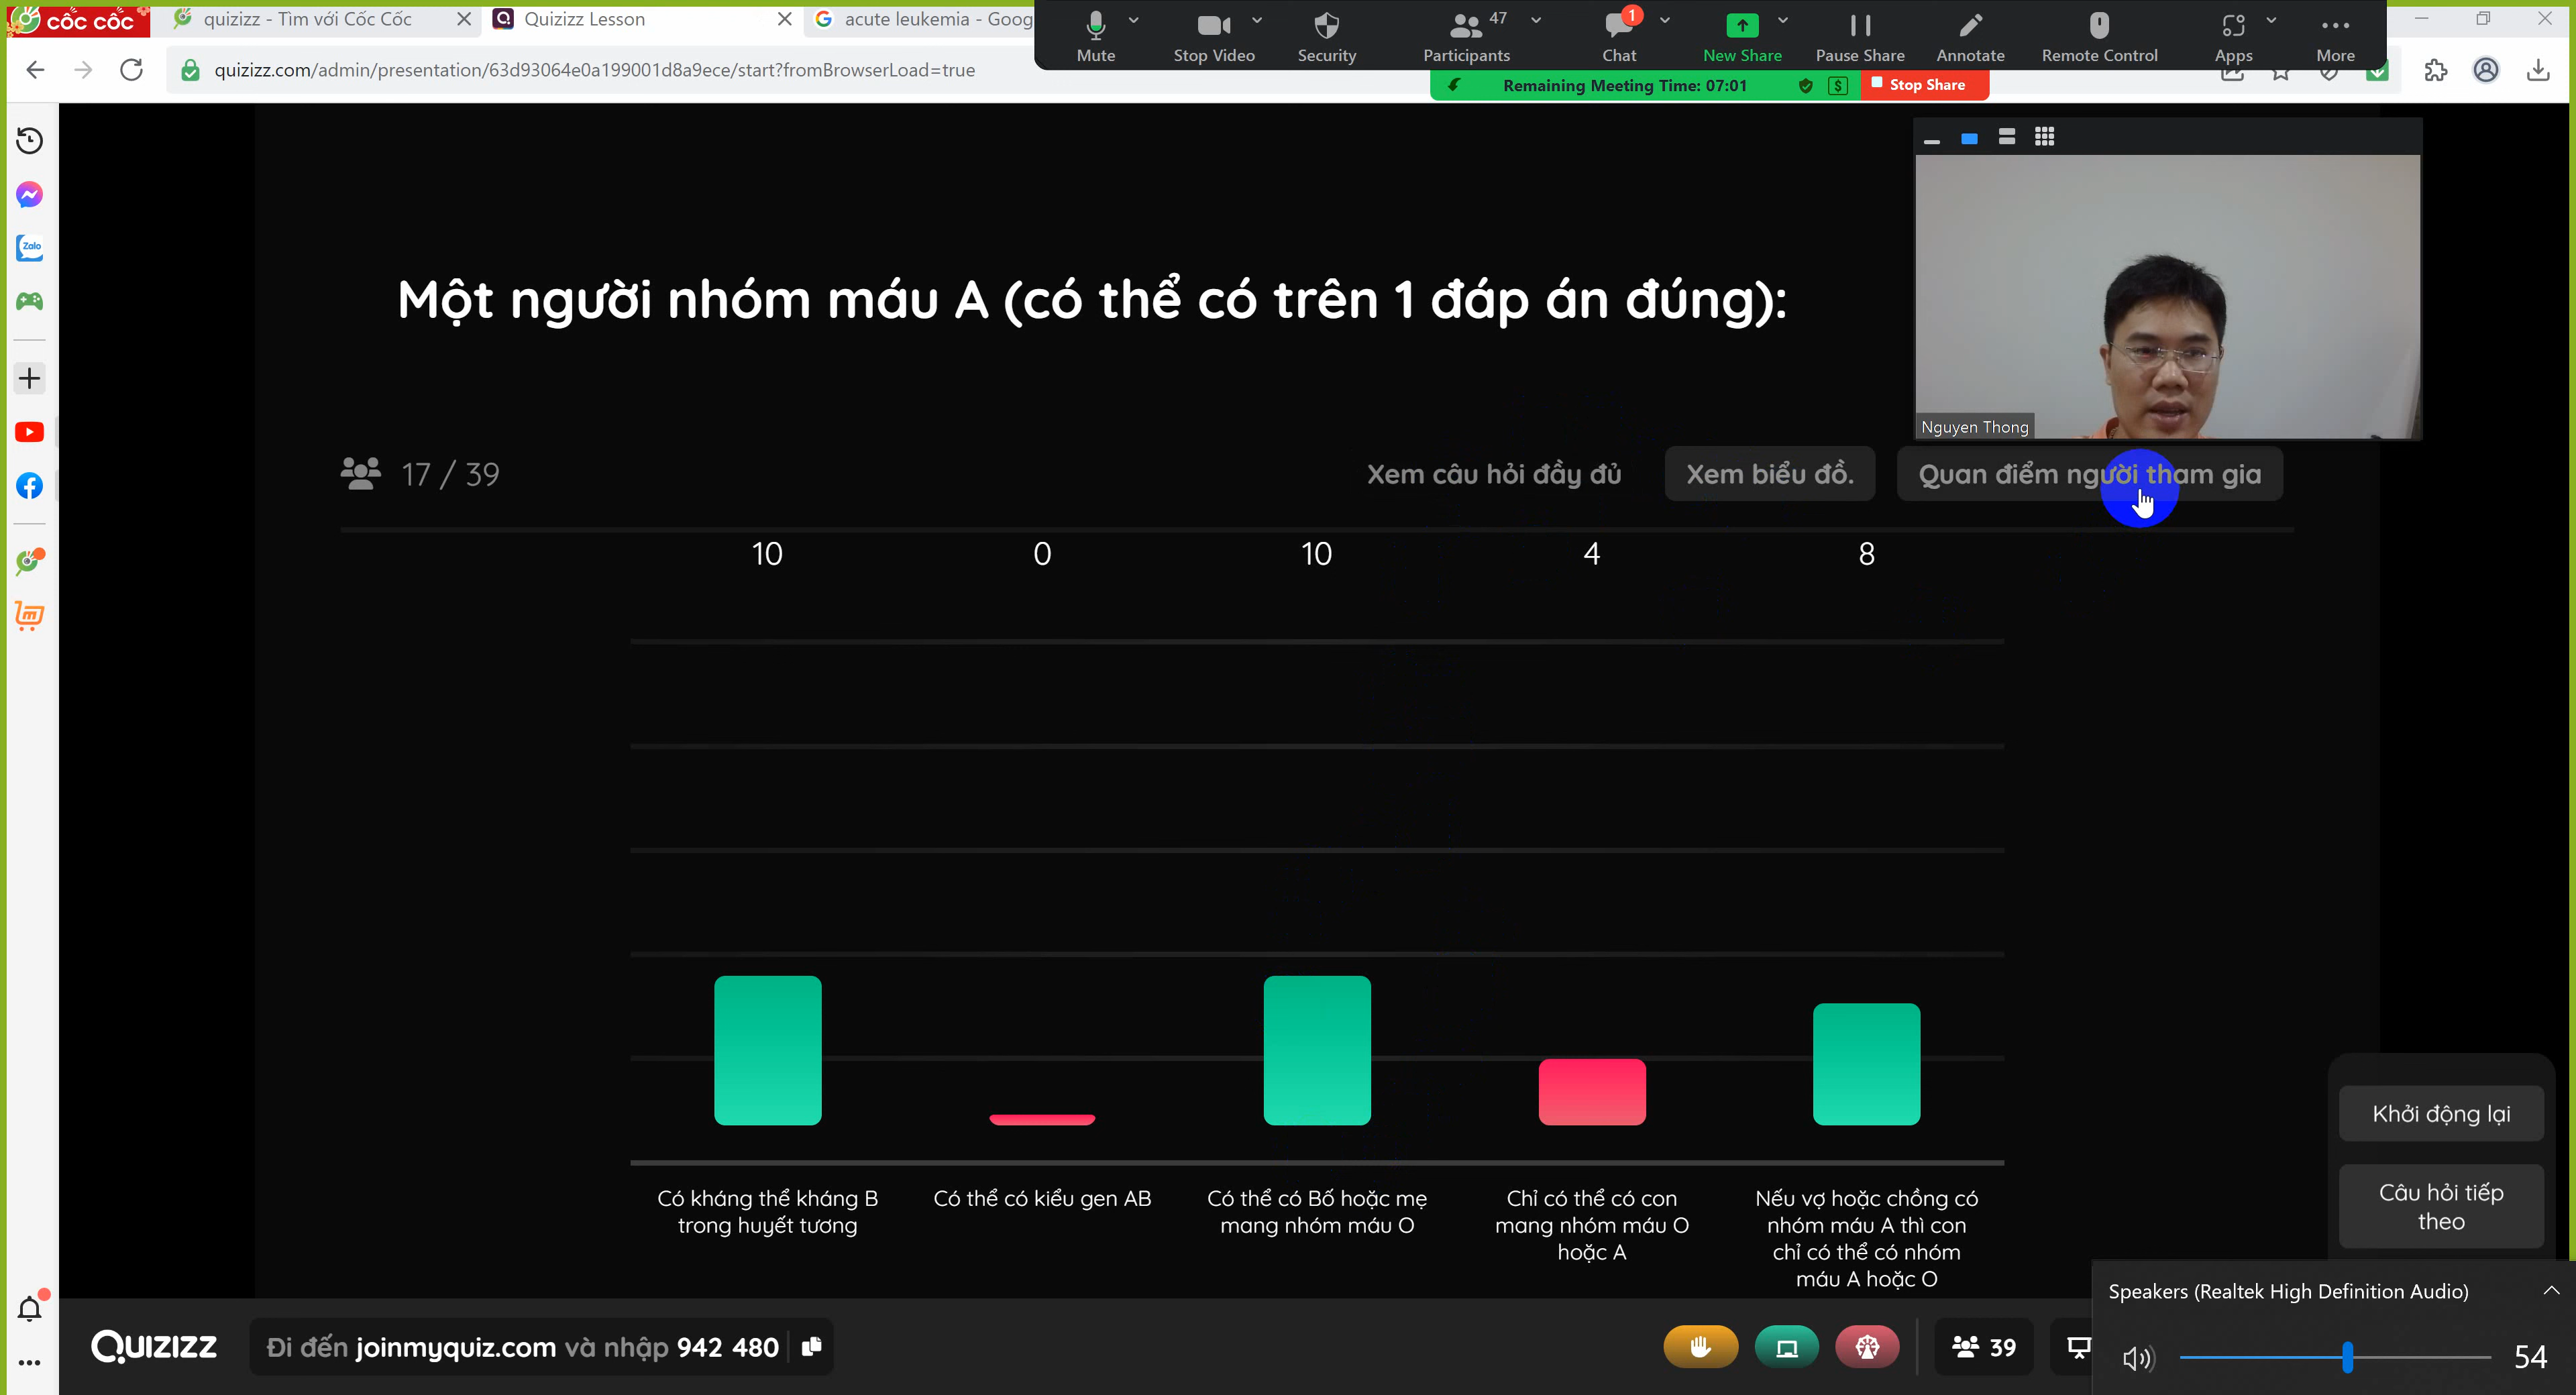 cốc cốc
quizizz - Tìm với Cốc Cốc
Quizizz Lesson
acute leukemia - Goog
Mute
Stop Video
Security
47
Participants
1
Chat
New Share
Pause Share
Annotate
Remote Control
Apps
More
quizizz.com/admin/presentation/63d93064e0a199001d8a9ece/start?fromBrowserLoad=true
Remaining Meeting Time: 07:01
$
Stop Share
Zalo
Một người nhóm máu A (có thể có trên 1 đáp án đúng):
Nguyen Thong
17 / 39
Xem câu hỏi đầy đủ
Xem biểu đồ.
Quan điểm người tham gia
10 0 10 4 8
Có kháng thể kháng B
trong huyết tương
Có thể có kiểu gen AB
Có thể có Bố hoặc mẹ
mang nhóm máu O
Chỉ có thể có con
mang nhóm máu O
hoặc A
Nếu vợ hoặc chồng có
nhóm máu A thì con
chỉ có thể có nhóm
máu A hoặc O
Khởi động lại
Câu hỏi tiếp
theo
Quizizz
Đi đến joinmyquiz.com và nhập 942 480
39
Speakers (Realtek High Definition Audio)
54